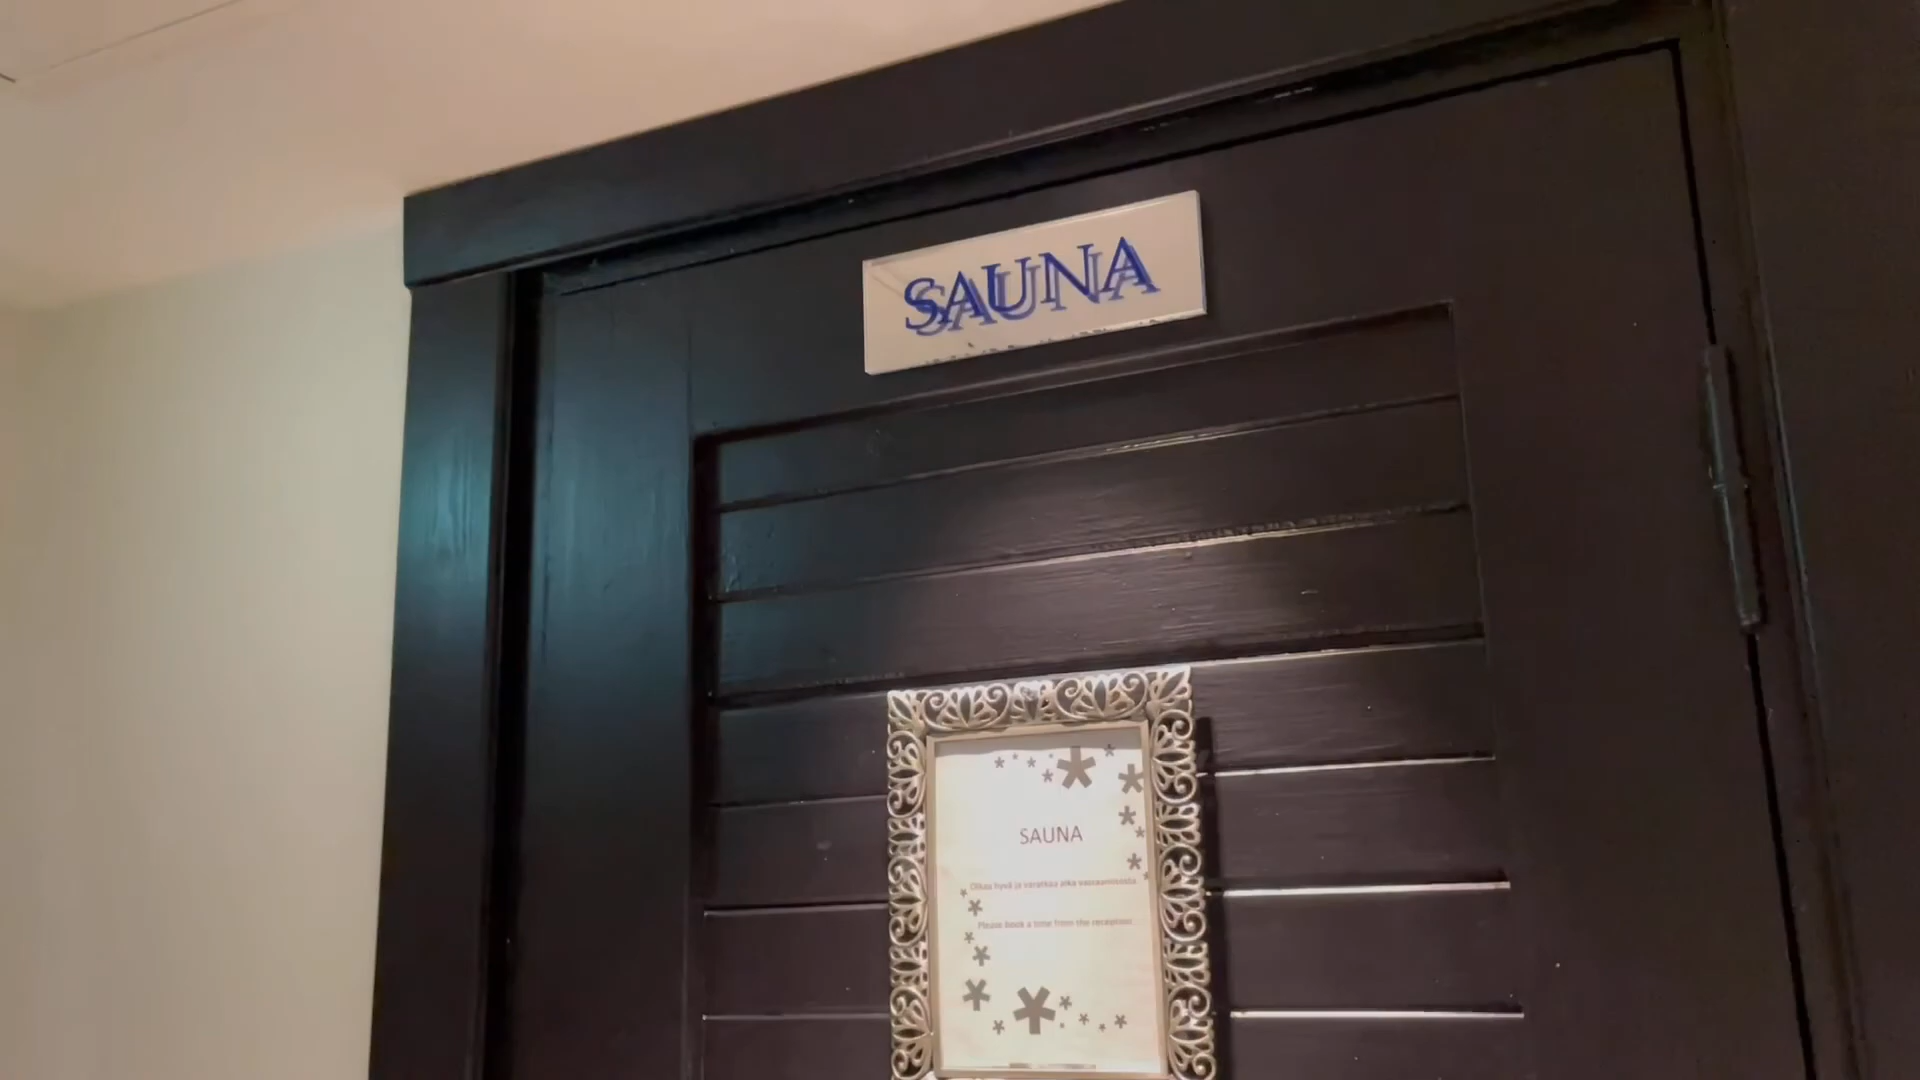 SAUNA
SAUNA
Olkaa hyvä ja varatkaa aika vastaanotosta.
Please book a time from the reception.